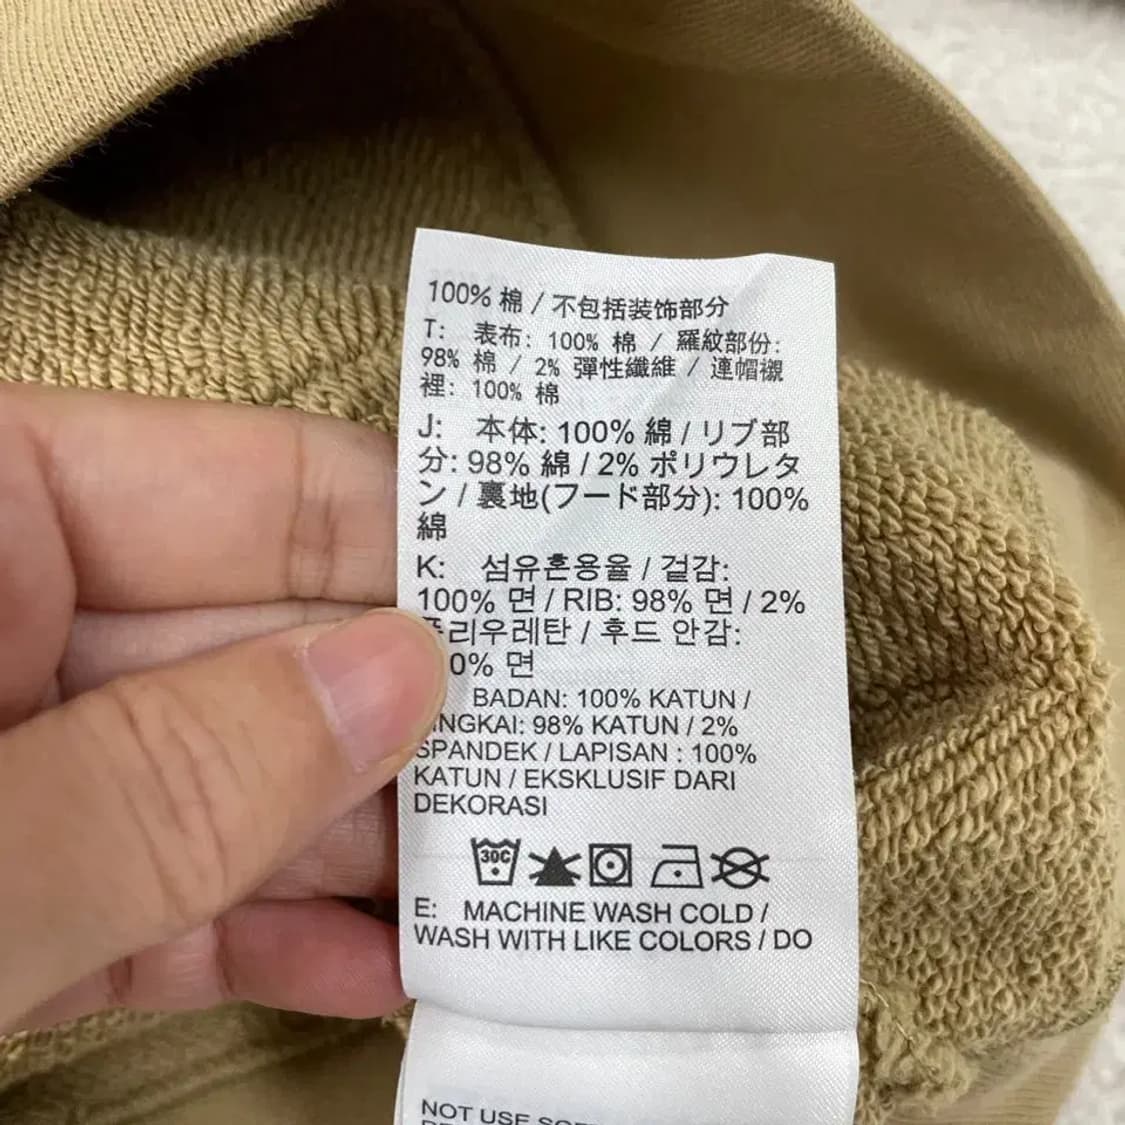 100% 棉 / 不包括装饰部分
T: 表布: 100% 棉 / 羅紋部份:
98% 棉 / 2% 彈性纖維 / 連帽襯
裡: 100% 棉
J: 本体: 100% 綿 / リブ部
分: 98% 綿 / 2% ポリウレタ
ン / 裏地(フード部分): 100%
綿
K: 섬유혼용율 / 겉감:
100% 면 / RIB: 98% 면 / 2%
폴리우레탄 / 후드 안감:
0% 면
BADAN: 100% KATUN /
INGKAI: 98% KATUN / 2%
SPANDEK / LAPISAN : 100%
KATUN / EKSKLUSIF DARI
DEKORASI
30C
E: MACHINE WASH COLD /
WASH WITH LIKE COLORS / DO
NOT USE